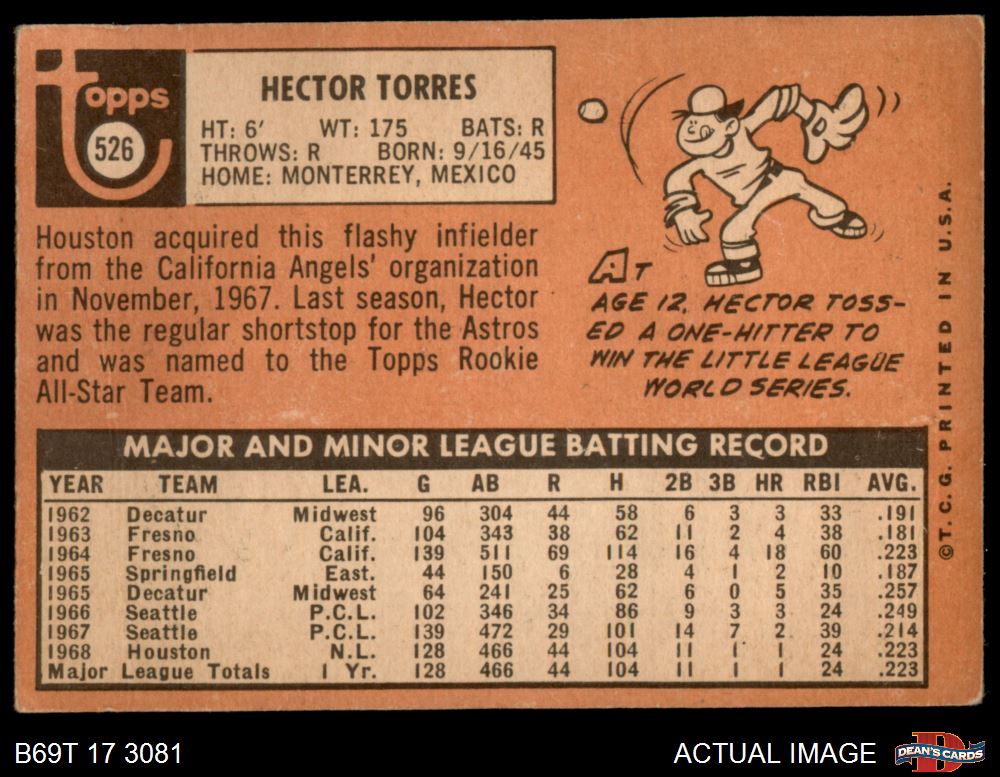 Topps
526
HECTOR TORRES
HT: 6' WT: 175 BATS: R
THROWS: R BORN: 9/16/45
HOME: MONTERREY, MEXICO
Houston acquired this flashy infielder
from the California Angels' organization
in November, 1967. Last season, Hector
was the regular shortstop for the Astros
and was named to the Topps Rookie
All-Star Team.
AT
AGE 12, HECTOR TOSS-
ED A ONE-HITTER TO
WIN THE LITTLE LEAGUE
WORLD SERIES.
©T. C. G. PRINTED IN U.S.A.
MAJOR AND MINOR LEAGUE BATTING RECORD
YEAR TEAM LEA. G AB R H 2B 3B HR RBI AVG.
1962 Decatur Midwest 96 304 44 58 6 3 3 33 .191
1963 Fresno Calif. 104 343 38 62 11 2 4 38 .181
1964 Fresno Calif. 139 511 69 114 16 4 18 60 .223
1965 Springfield East. 44 150 6 28 4 1 2 10 .187
1965 Decatur Midwest 64 241 25 62 6 0 5 35 .257
1966 Seattle P.C.L. 102 346 34 86 9 3 3 24 .249
1967 Seattle P.C.L. 139 472 29 101 14 7 2 39 .214
1968 Houston N.L. 128 466 44 104 11 1 1 24 .223
Major League Totals 1 Yr. 128 466 44 104 11 1 1 24 .223
B69T 17 3081
ACTUAL IMAGE
D
DEAN'S CARDS